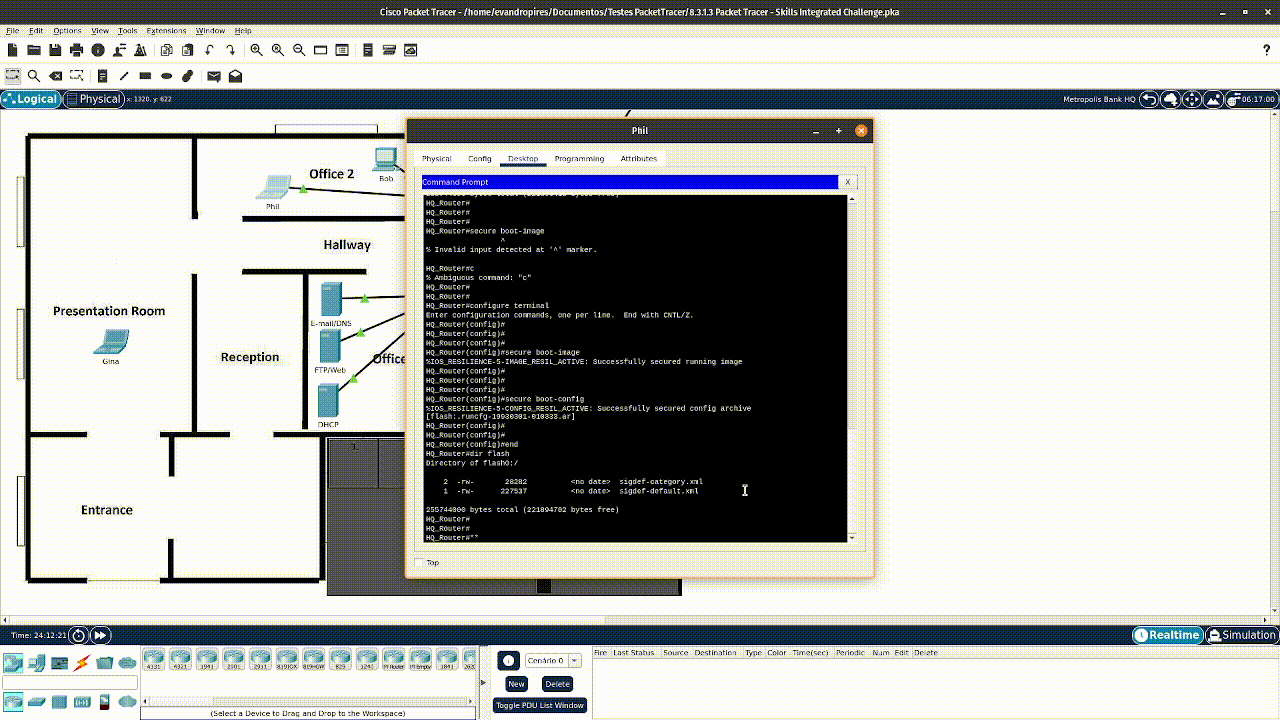 Cisco Packet Tracer - /home/evandropires/Documentos/Testes PacketTracer/8.3.1.3 Packet Tracer - Skills Integrated Challenge.pka
File Edit Options View Tools Extensions Window Help
?
Logical Physical x: 1320, y: 622
Metropolis Bank HQ
06:17:00
Phil
Physical Config Desktop Programming Attributes
Command Prompt
X
HQ_Router#
HQ_Router#
HQ_Router#
HQ_Router#secure boot-image
^
% Invalid input detected at '^' marker.
HQ_Router#c
% Ambiguous command: "c"
HQ_Router#
HQ_Router#
HQ_Router#configure terminal
Enter configuration commands, one per line.  End with CNTL/Z.
HQ_Router(config)#
HQ_Router(config)#
HQ_Router(config)#
HQ_Router(config)#secure boot-image
%IOS_RESILIENCE-5-IMAGE_RESIL_ACTIVE: Successfully secured running image
HQ_Router(config)#
HQ_Router(config)#
HQ_Router(config)#
HQ_Router(config)#secure boot-config
%IOS_RESILIENCE-5-CONFIG_RESIL_ACTIVE: Successfully secured config archive
[flash:.runcfg-19930301-010333.ar]
HQ_Router(config)#
HQ_Router(config)#
HQ_Router(config)#end
HQ_Router#dir flash
Directory of flash0:/
2 -rw- 28282 <no date> sigdef-category.xml
1 -rw- 227537 <no date> sigdef-default.xml
255744000 bytes total (221894702 bytes free)
HQ_Router#
HQ_Router#
HQ_Router#**
Top
Office 2
Bob
Phil
Hallway
Presentation Room
Gina
Reception
E-mail/DNS
FTP/Web
Office
DHCP
Entrance
Time: 24:12:21
Realtime Simulation
4331 4321 1941 2901 2911 819IOX 819HGW 829 1240 PT-Router PT-Empty 1841 2620
(Select a Device to Drag and Drop to the Workspace)
Cenário 0
New Delete
Toggle PDU List Window
Fire Last Status Source Destination Type Color Time(sec) Periodic Num Edit Delete